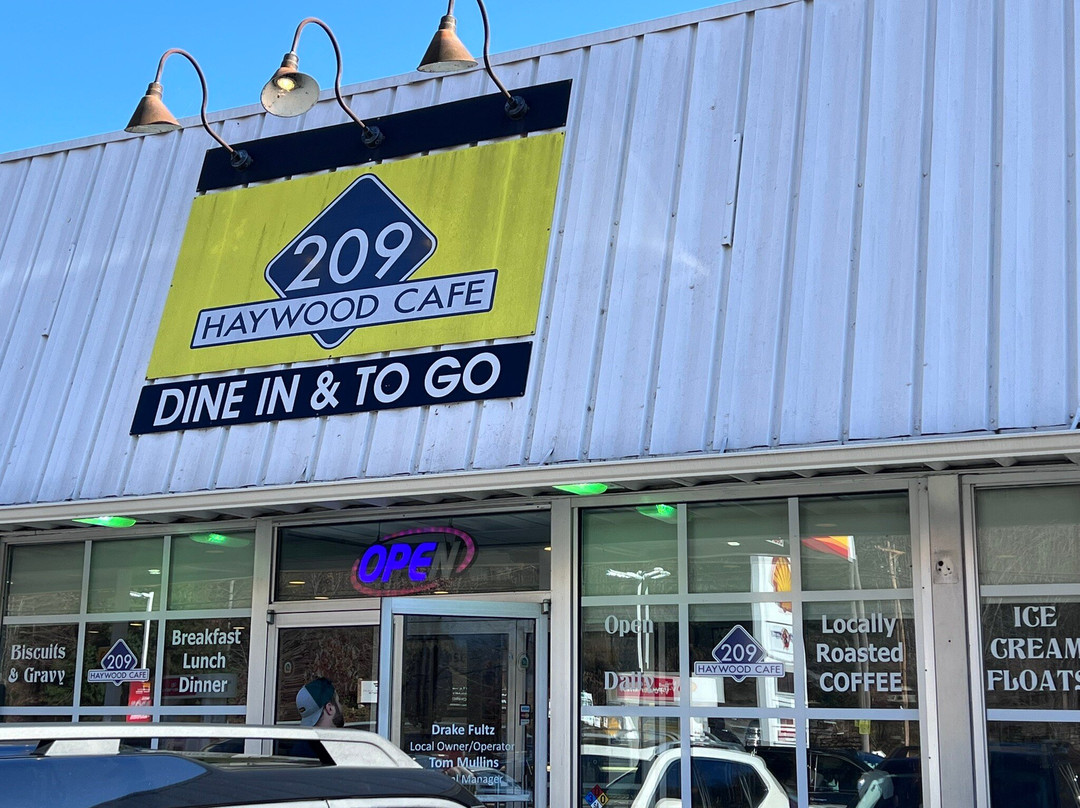 209
HAYWOOD CAFE
DINE IN & TO GO
OPEN
Biscuits
& Gravy
209
HAYWOOD CAFE
Breakfast
Lunch
Dinner
Drake Fultz
Local Owner/Operator
Tom Mullins
Manager
Open
Daily
209
HAYWOOD CAFE
Locally
Roasted
COFFEE
ICE
CREAM
FLOATS